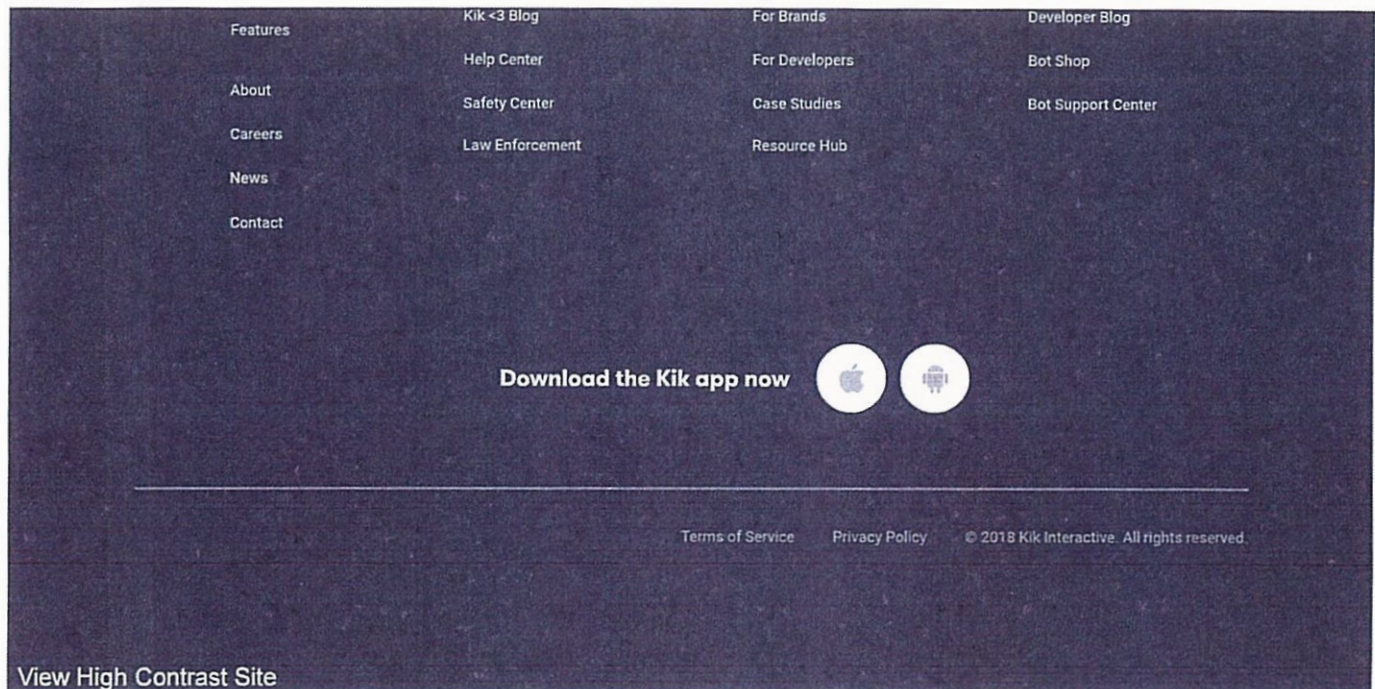 Features
About
Careers
News
Contact
Kik <3 Blog
Help Center
Safety Center
Law Enforcement
For Brands
For Developers
Case Studies
Resource Hub
Developer Blog
Bot Shop
Bot Support Center
Download the Kik app now
Terms of Service Privacy Policy © 2018 Kik Interactive. All rights reserved.
View High Contrast Site